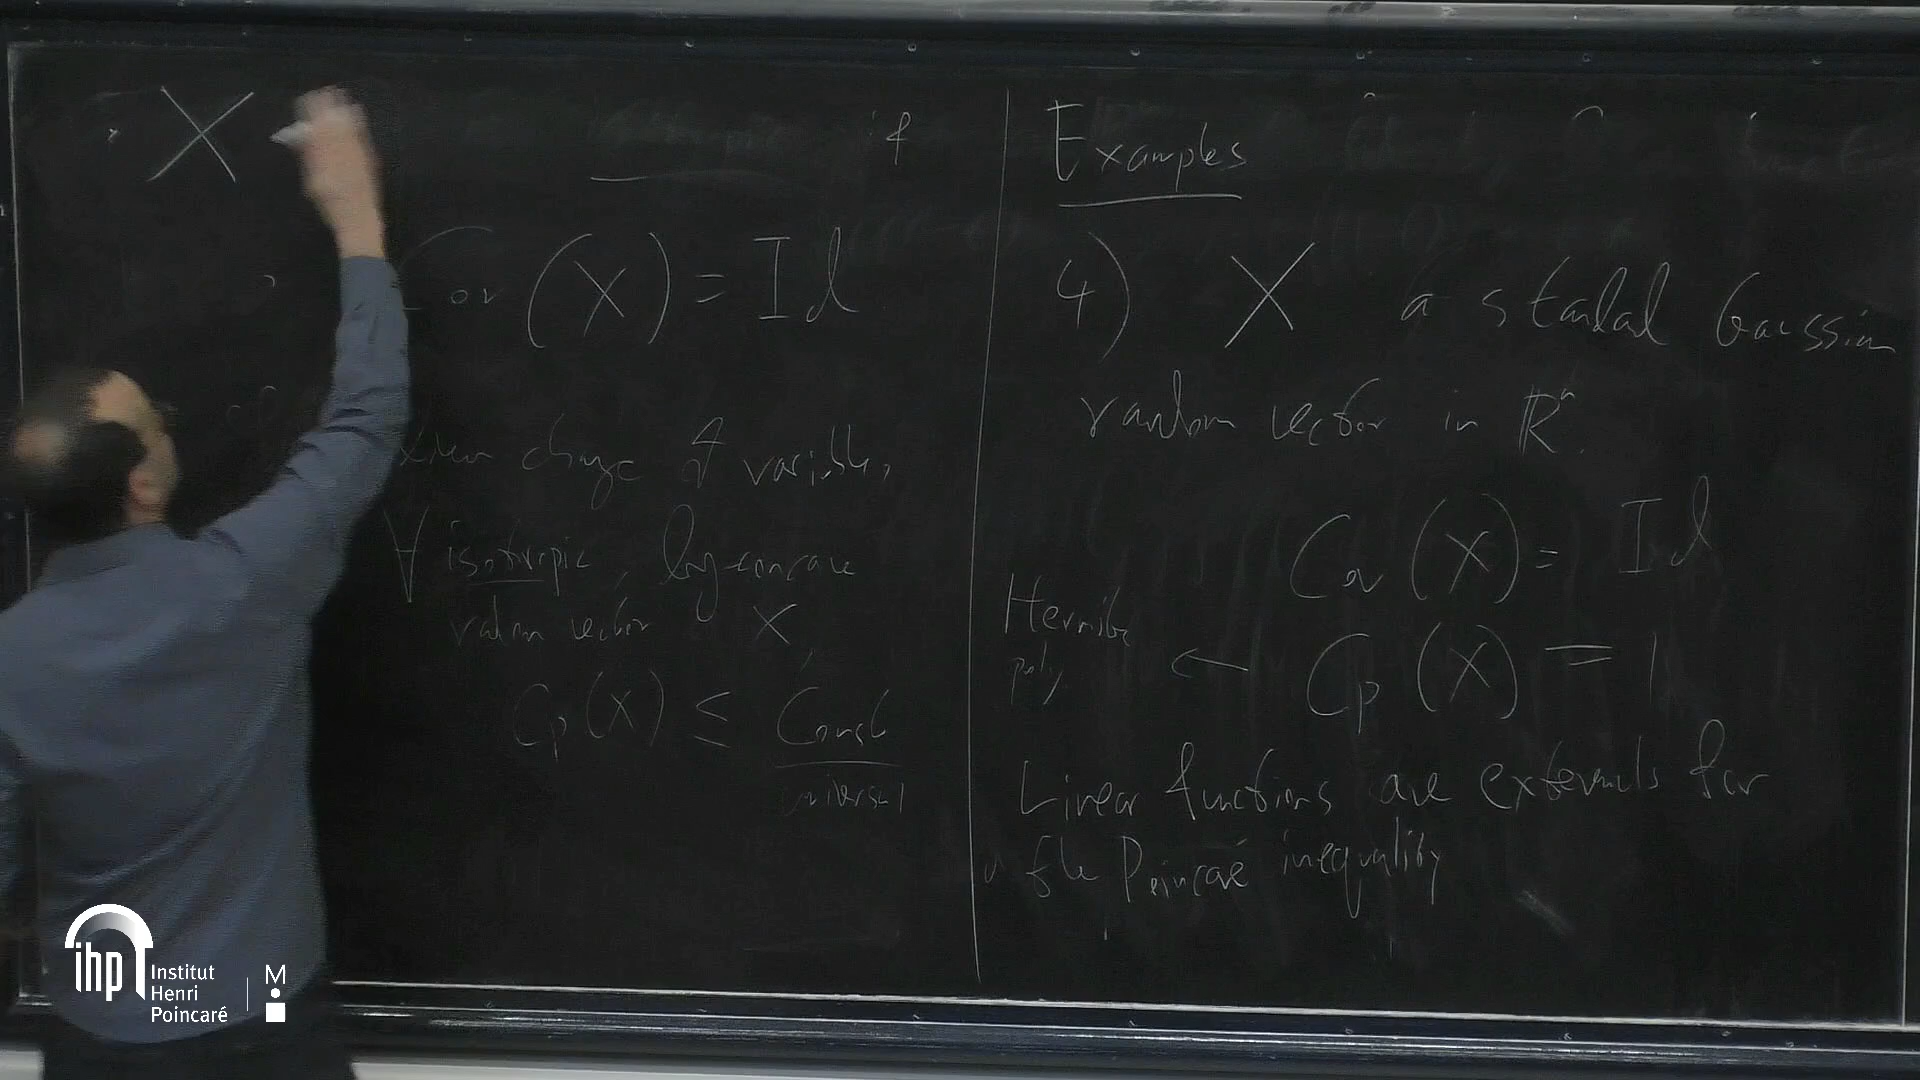 X if
Cov (X) = Id
change of variables,
∀ isotropic, log-concave
random vector X,
Cp(X) ≤ Const
universal
Examples
4) X a standard Gaussian
random vector in ℝⁿ.
Cov (X) = Id
Hermite
poly
← Cp (X) = 1
Linear functions are extremals for
the Poincaré inequality
ihp
Institut
Henri
Poincaré
M